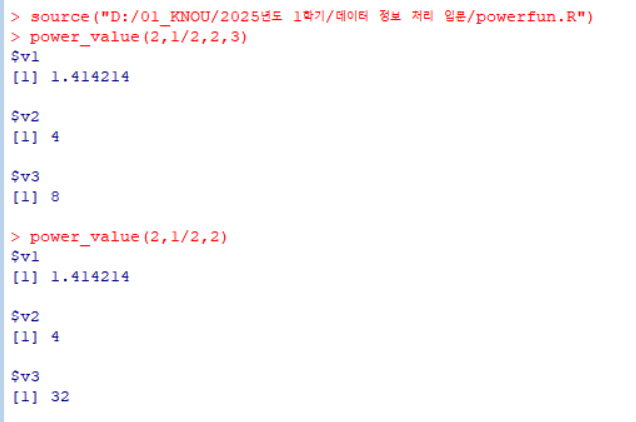 > source("D:/01_KNOU/2025년도 1학기/데이터 정보 처리 입문/powerfun.R")
> power_value(2,1/2,2,3)
$v1
[1] 1.414214
$v2
[1] 4
$v3
[1] 8
> power_value(2,1/2,2)
$v1
[1] 1.414214
$v2
[1] 4
$v3
[1] 32